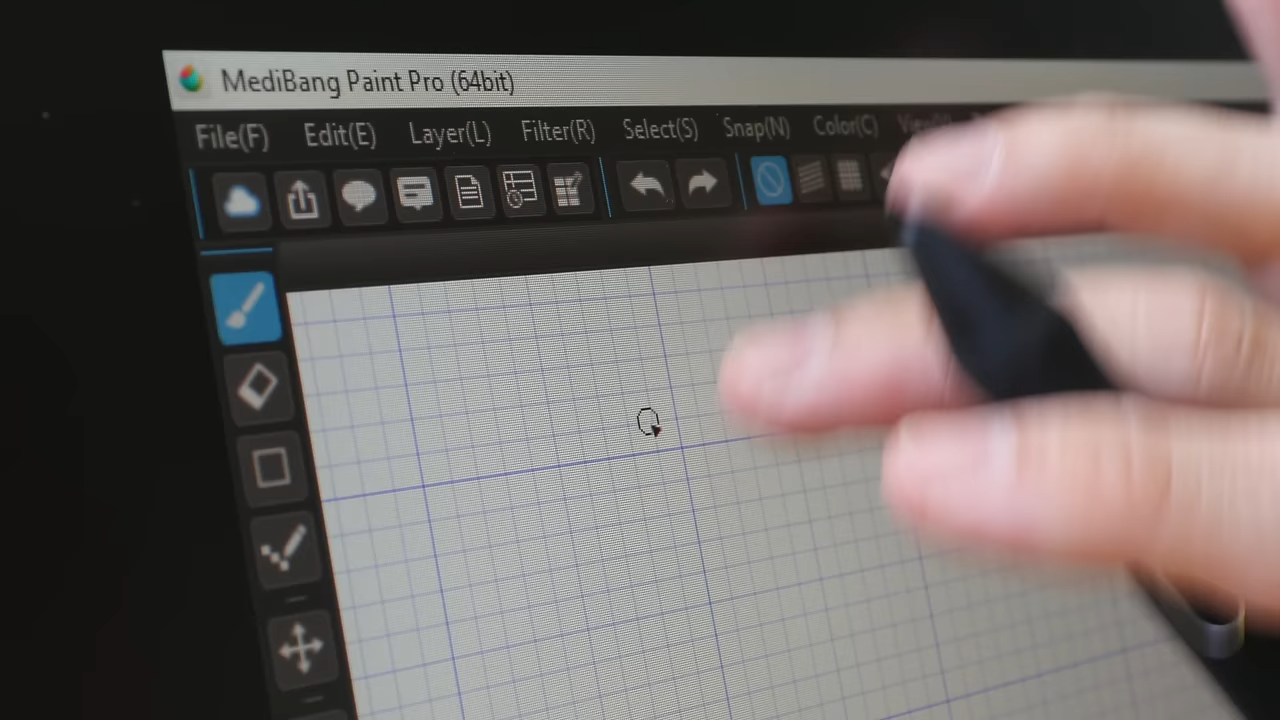 MediBang Paint Pro (64bit)
File(F) Edit(E) Layer(L) Filter(R) Select(S) Snap(N) Color(C)